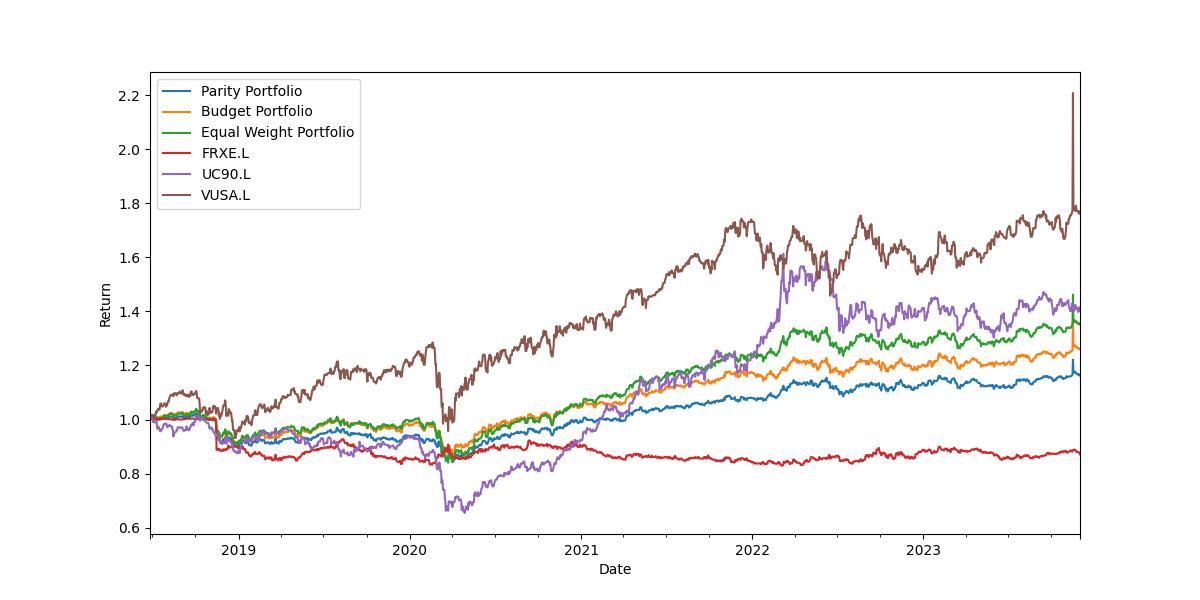 Parity Portfolio
Budget Portfolio
Equal Weight Portfolio
FRXE.L
UC90.L
VUSA.L
2.2
2.0
1.8
1.6
1.4
1.2
1.0
0.8
0.6
Return
2019 2020 2021 2022 2023
Date